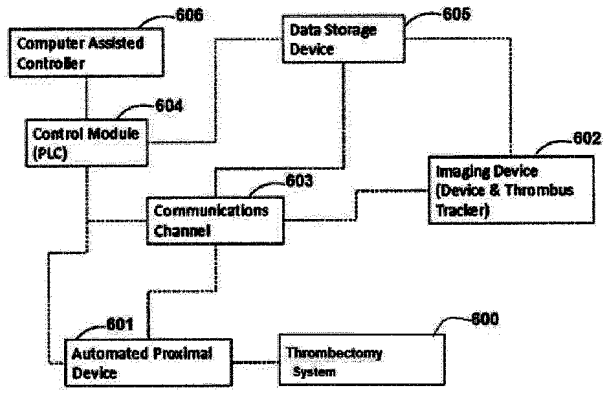 606
Computer Assisted
Controller
605
Data Storage
Device
604
Control Module
(PLC)
602
Imaging Device
(Device & Thrombus
Tracker)
603
Communications
Channel
601
Automated Proximal
Device
600
Thrombectomy
System